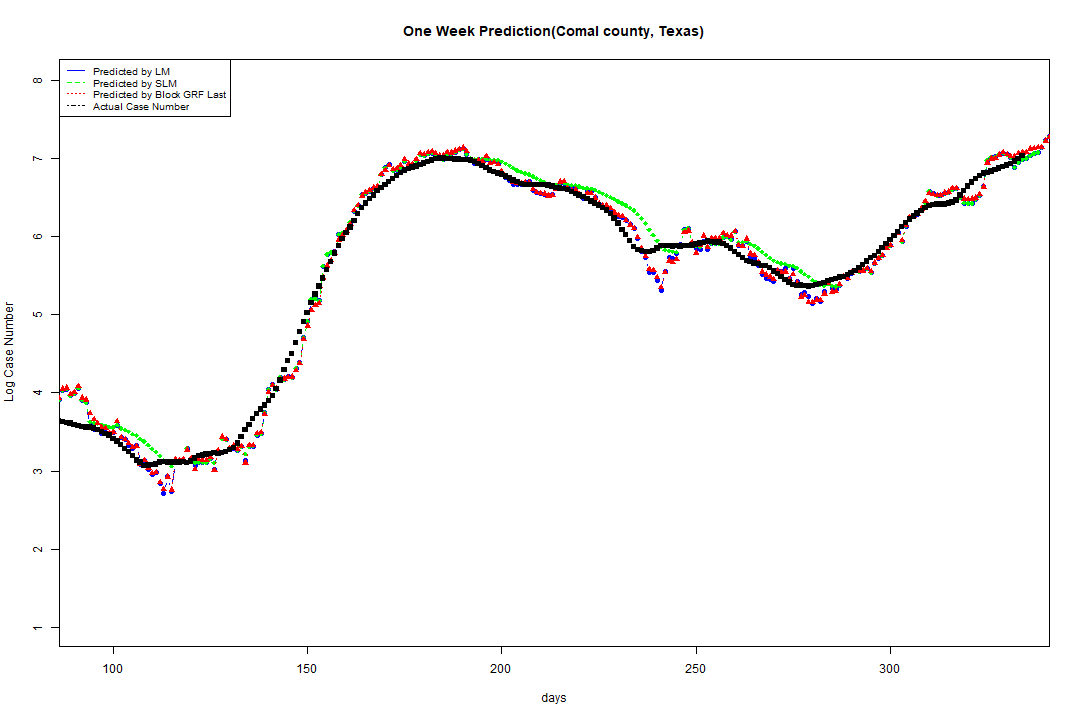 One Week Prediction(Comal county, Texas)
Predicted by LM
Predicted by SLM
Predicted by Block GRF Last
Actual Case Number
8
7
6
5
4
3
2
1
Log Case Number
100 150 200 250 300
days